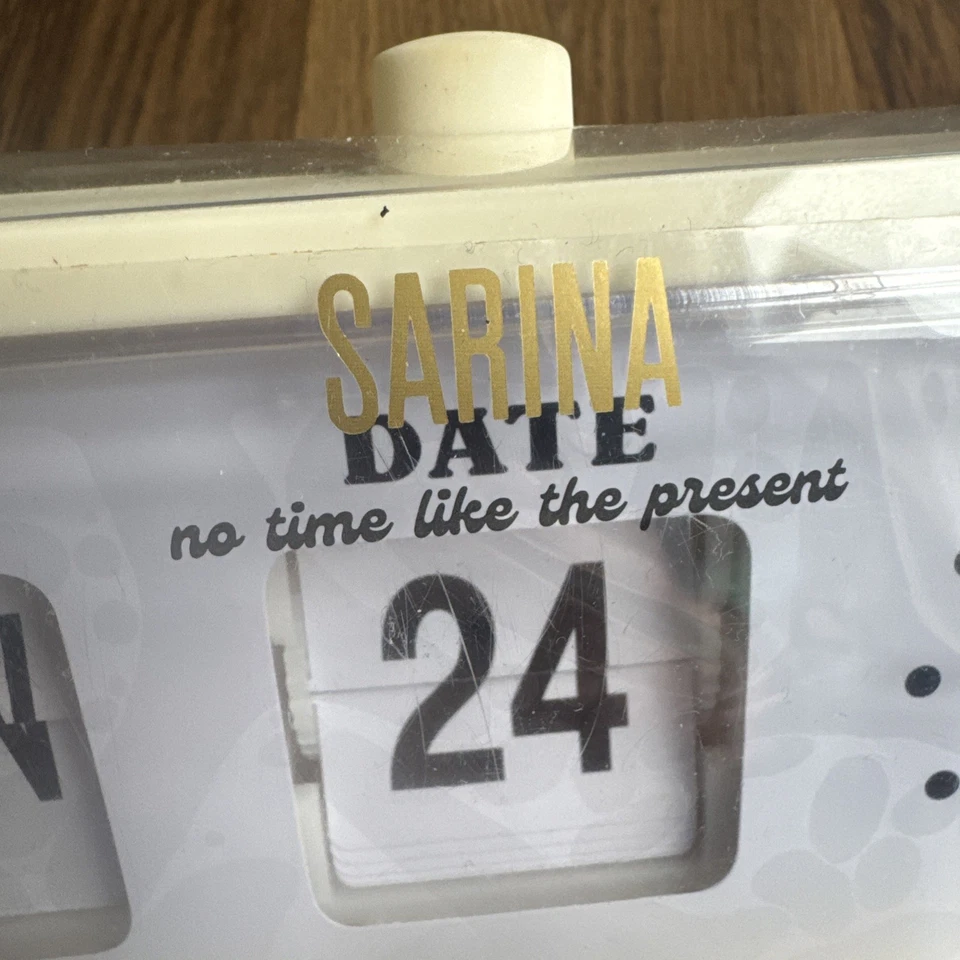 SARINA
DATE
no time like the present
24